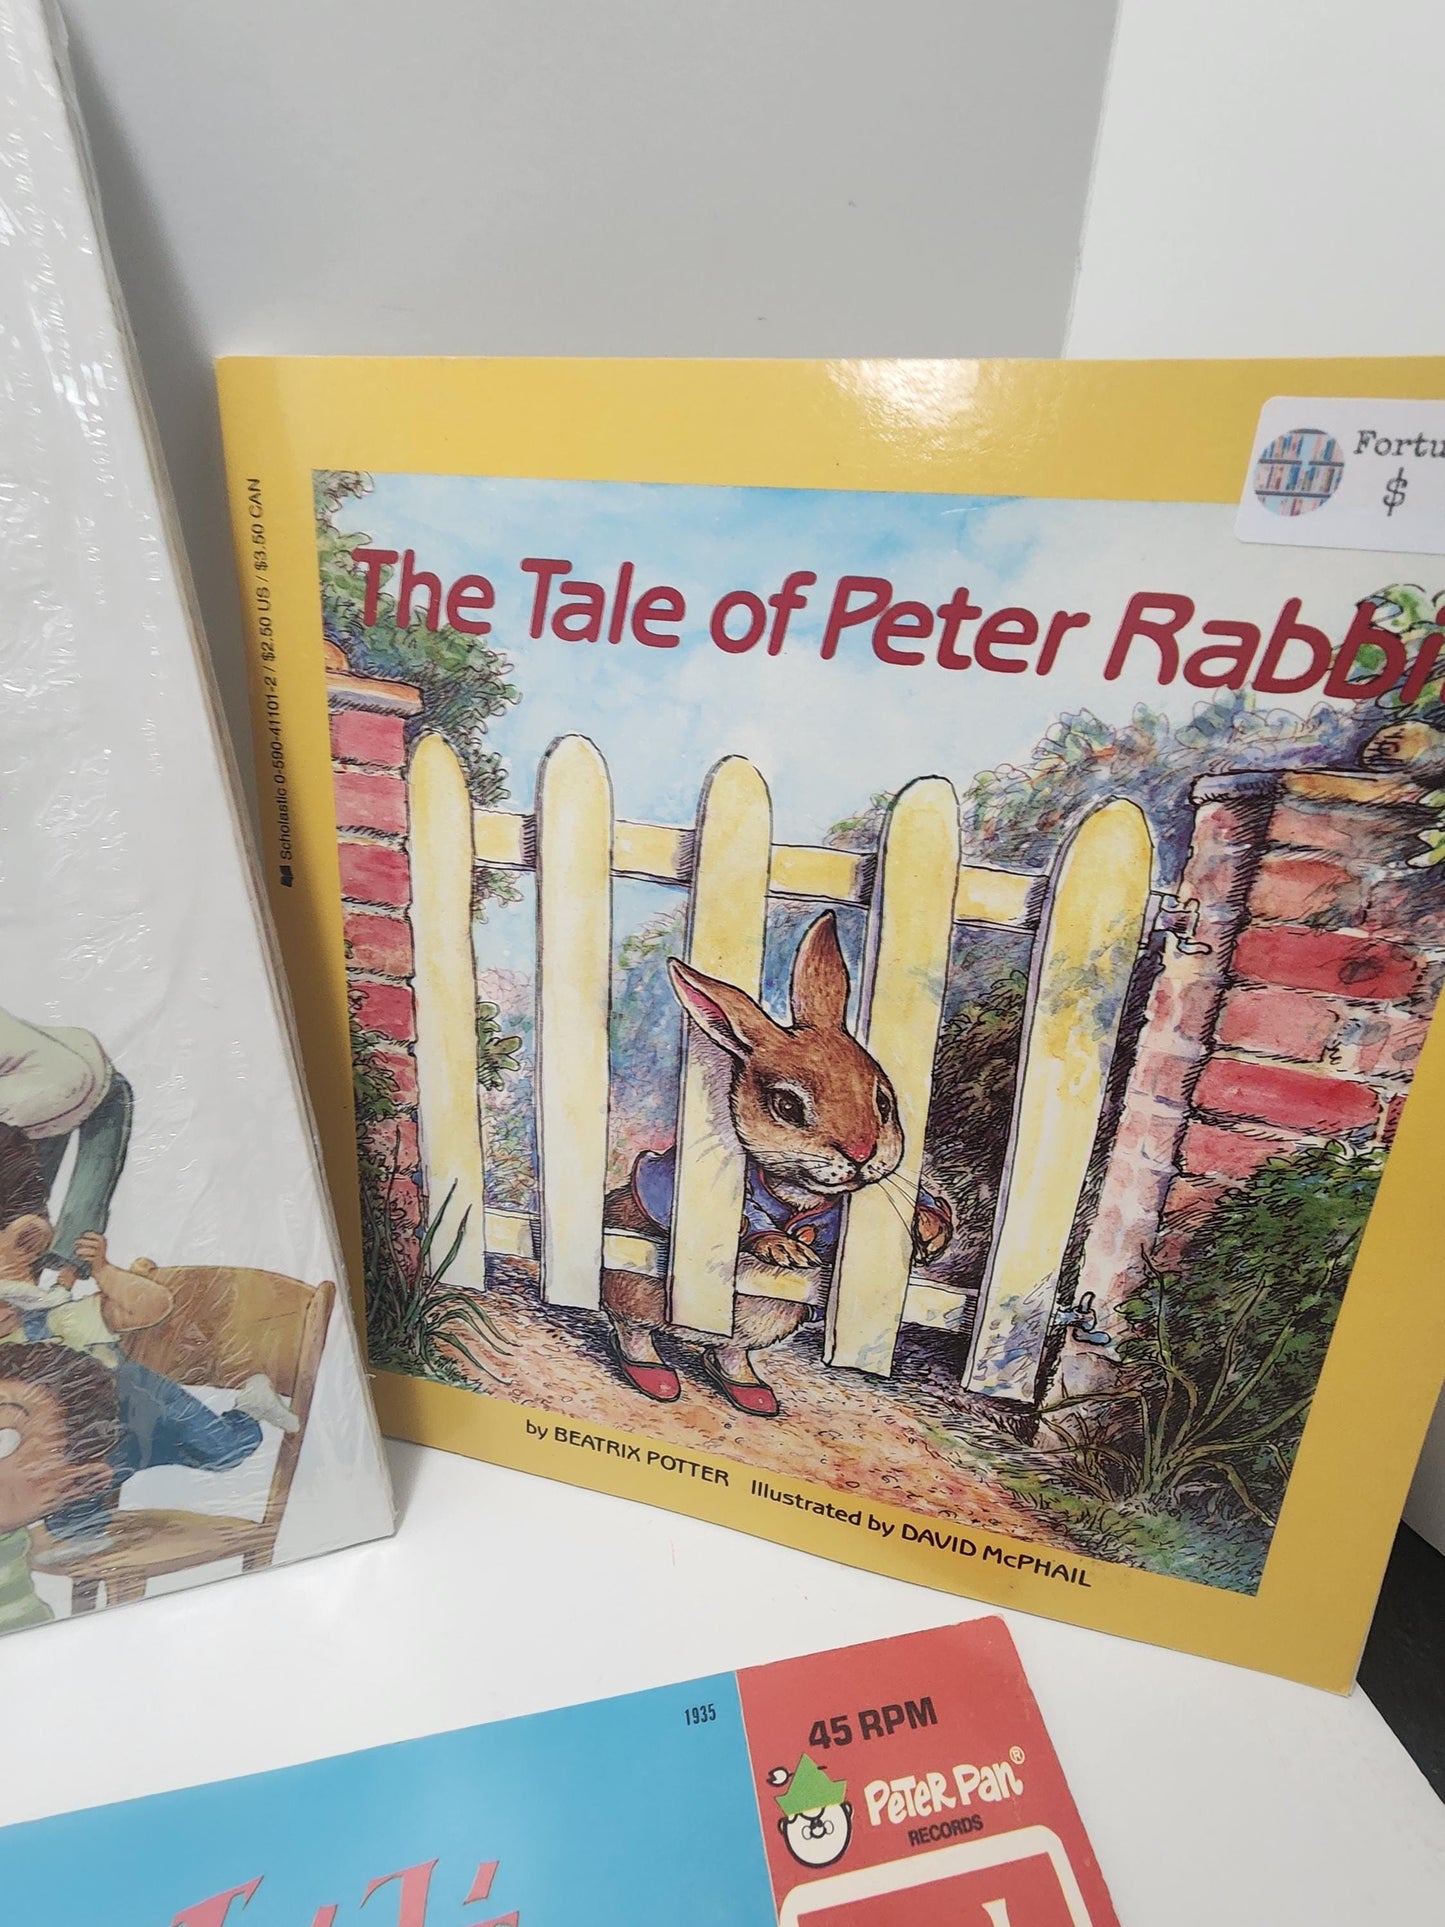 Fortu
$
Scholastic 0-590-41101-2 / $2.50 US / $3.50 CAN
The Tale of Peter Rabbi
by BEATRIX POTTER Illustrated by DAVID McPHAIL
1935
45 RPM
PETER PAN®
RECORDS